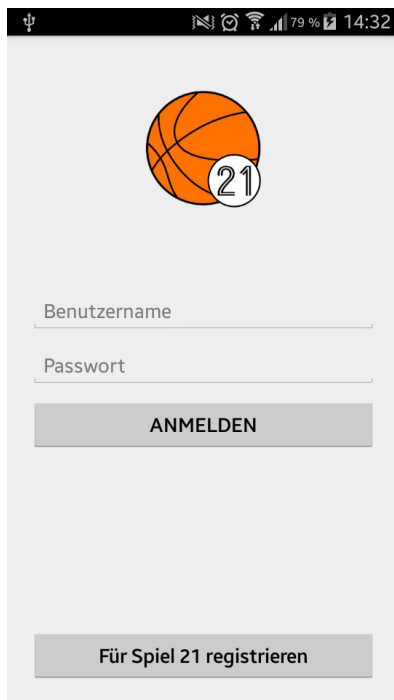 79 % 14:32
21
Benutzername
Passwort
ANMELDEN
Für Spiel 21 registrieren